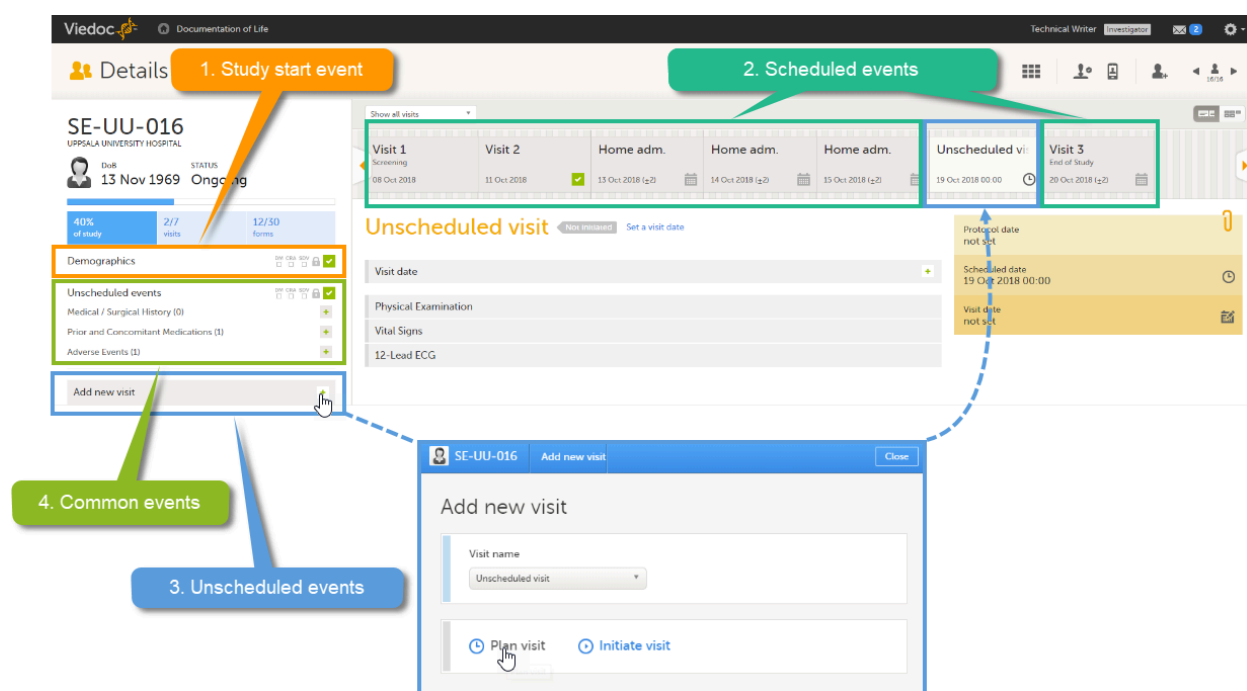 Viedoc
Documentation of Life
Technical Writer Investigator 2
Details
1. Study start event
2. Scheduled events
16/16
SE-UU-016
UPPSALA UNIVERSITY HOSPITAL
DoB STATUS
13 Nov 1969 Ongoing
40% 2/7 12/30
of study visits forms
Demographics
Unscheduled events
Medical / Surgical History (0)
Prior and Concomitant Medications (1)
Adverse Events (1)
Add new visit
Show all visits
Visit 1 Visit 2 Home adm. Home adm. Home adm. Unscheduled vis Visit 3
Screening End of Study
08 Oct 2018 11 Oct 2018 13 Oct 2018 (±2) 14 Oct 2018 (±2) 15 Oct 2018 (±2) 19 Oct 2018 00:00 20 Oct 2018 (±2)
Unscheduled visit Not initiated Set a visit date
Visit date
Physical Examination
Vital Signs
12-Lead ECG
Protocol date
not set
Scheduled date
19 Oct 2018 00:00
Visit date
not set
4. Common events
3. Unscheduled events
SE-UU-016 Add new visit Close
Add new visit
Visit name
Unscheduled visit
Plan visit Initiate visit